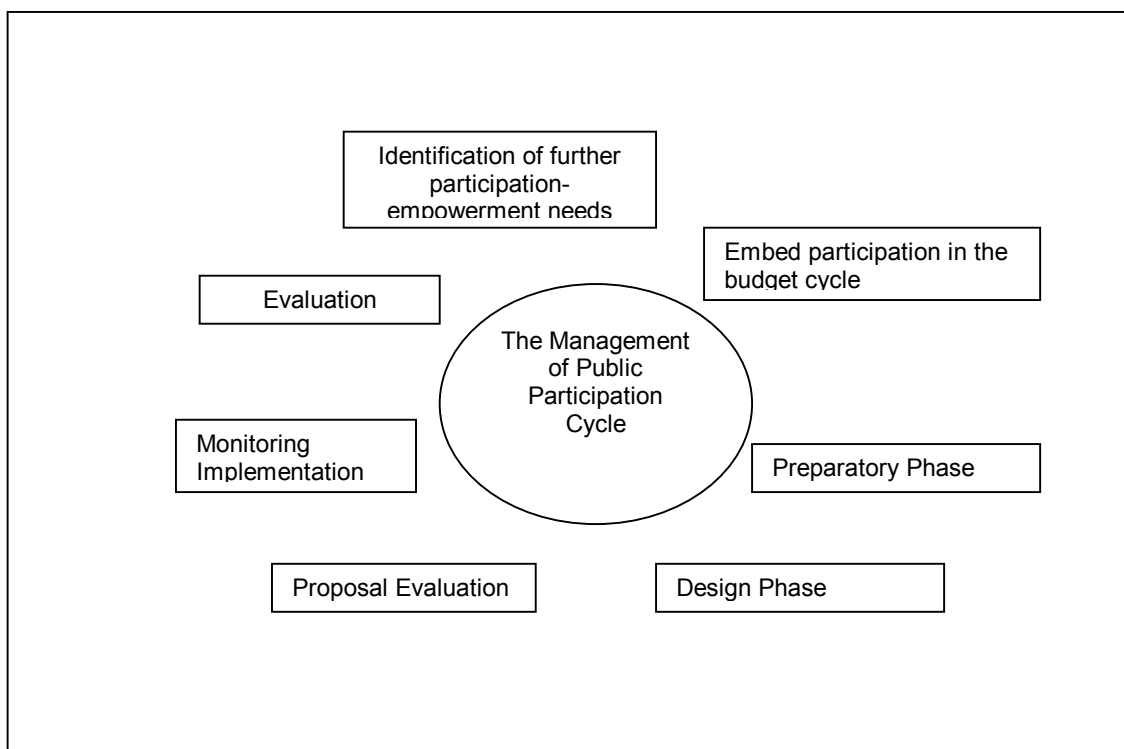 Identification of further
participation-
empowerment needs
Embed participation in the
budget cycle
Evaluation
The Management
of Public
Participation
Cycle
Monitoring
Implementation
Preparatory Phase
Proposal Evaluation
Design Phase